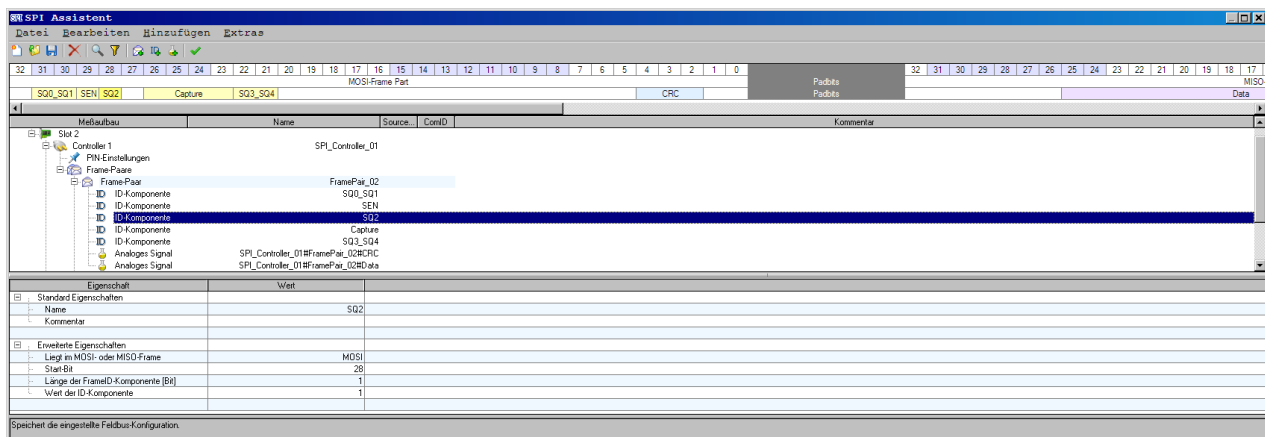 SPI Assistent
Datei Bearbeiten Hinzufügen Extras
32 31 30 29 28 27 26 25 24 23 22 21 20 19 18 17 16 15 14 13 12 11 10 9 8 7 6 5 4 3 2 1 0 32 31 30 29 28 27 26 25 24 23 22 21 20 19 18 17
MOSI-Frame Part Padbits MISO-
SQ0_SQ1 SEN SQ2 Capture SQ3_SQ4 CRC Padbits Data
Meßaufbau Name Source... ComID Kommentar
Slot 2
Controller 1 SPI_Controller_01
PIN-Einstellungen
Frame-Paare
Frame-Paar FramePair_02
ID ID-Komponente SQ0_SQ1
ID ID-Komponente SEN
ID ID-Komponente SQ2
ID ID-Komponente Capture
ID ID-Komponente SQ3_SQ4
Analoges Signal SPI_Controller_01#FramePair_02#CRC
Analoges Signal SPI_Controller_01#FramePair_02#Data
Eigenschaft Wert
Standard Eigenschaften
Name SQ2
Kommentar
Erweiterte Eigenschaften
Liegt im MOSI- oder MISO-Frame MOSI
Start-Bit 28
Länge der FrameID-Komponente [Bit] 1
Wert der ID-Komponente 1
Speichert die eingestellte Feldbus-Konfiguration.